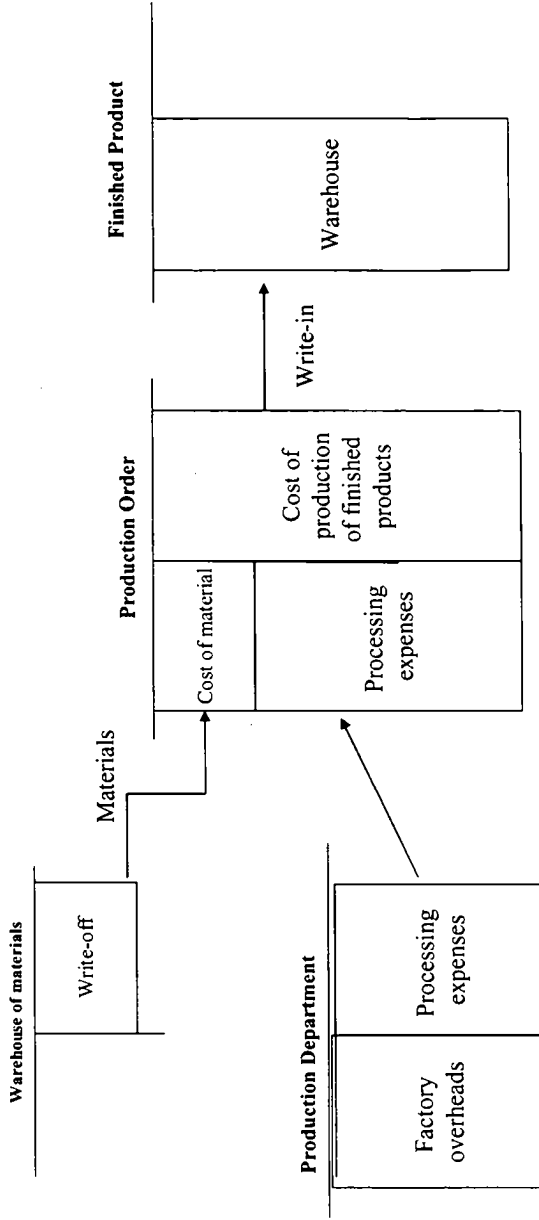 Warehouse of materials
Write-off
Materials
Production Department
Factory
overheads
Processing
expenses
Production Order
Cost of material
Processing
expenses
Cost of
production
of finished
products
Write-in
Finished Product
Warehouse